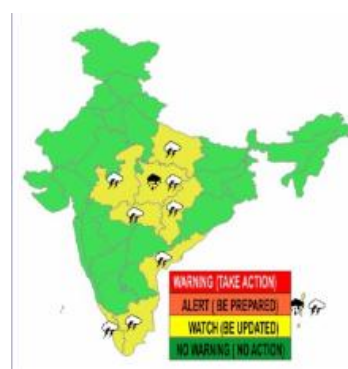 WARNING (TAKE ACTION)
ALERT ( BE PREPARED)
WATCH (BE UPDATED)
NO WARNING ( NO ACTION)